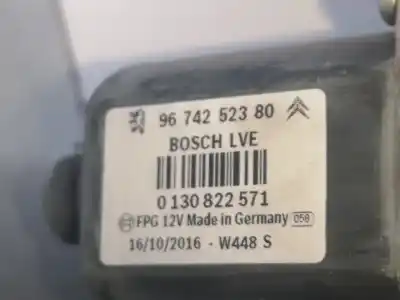 96 742 523 80
BOSCH LVE
0 130 822 571
FPG 12V Made in Germany 058
16/10/2016 - W448 S